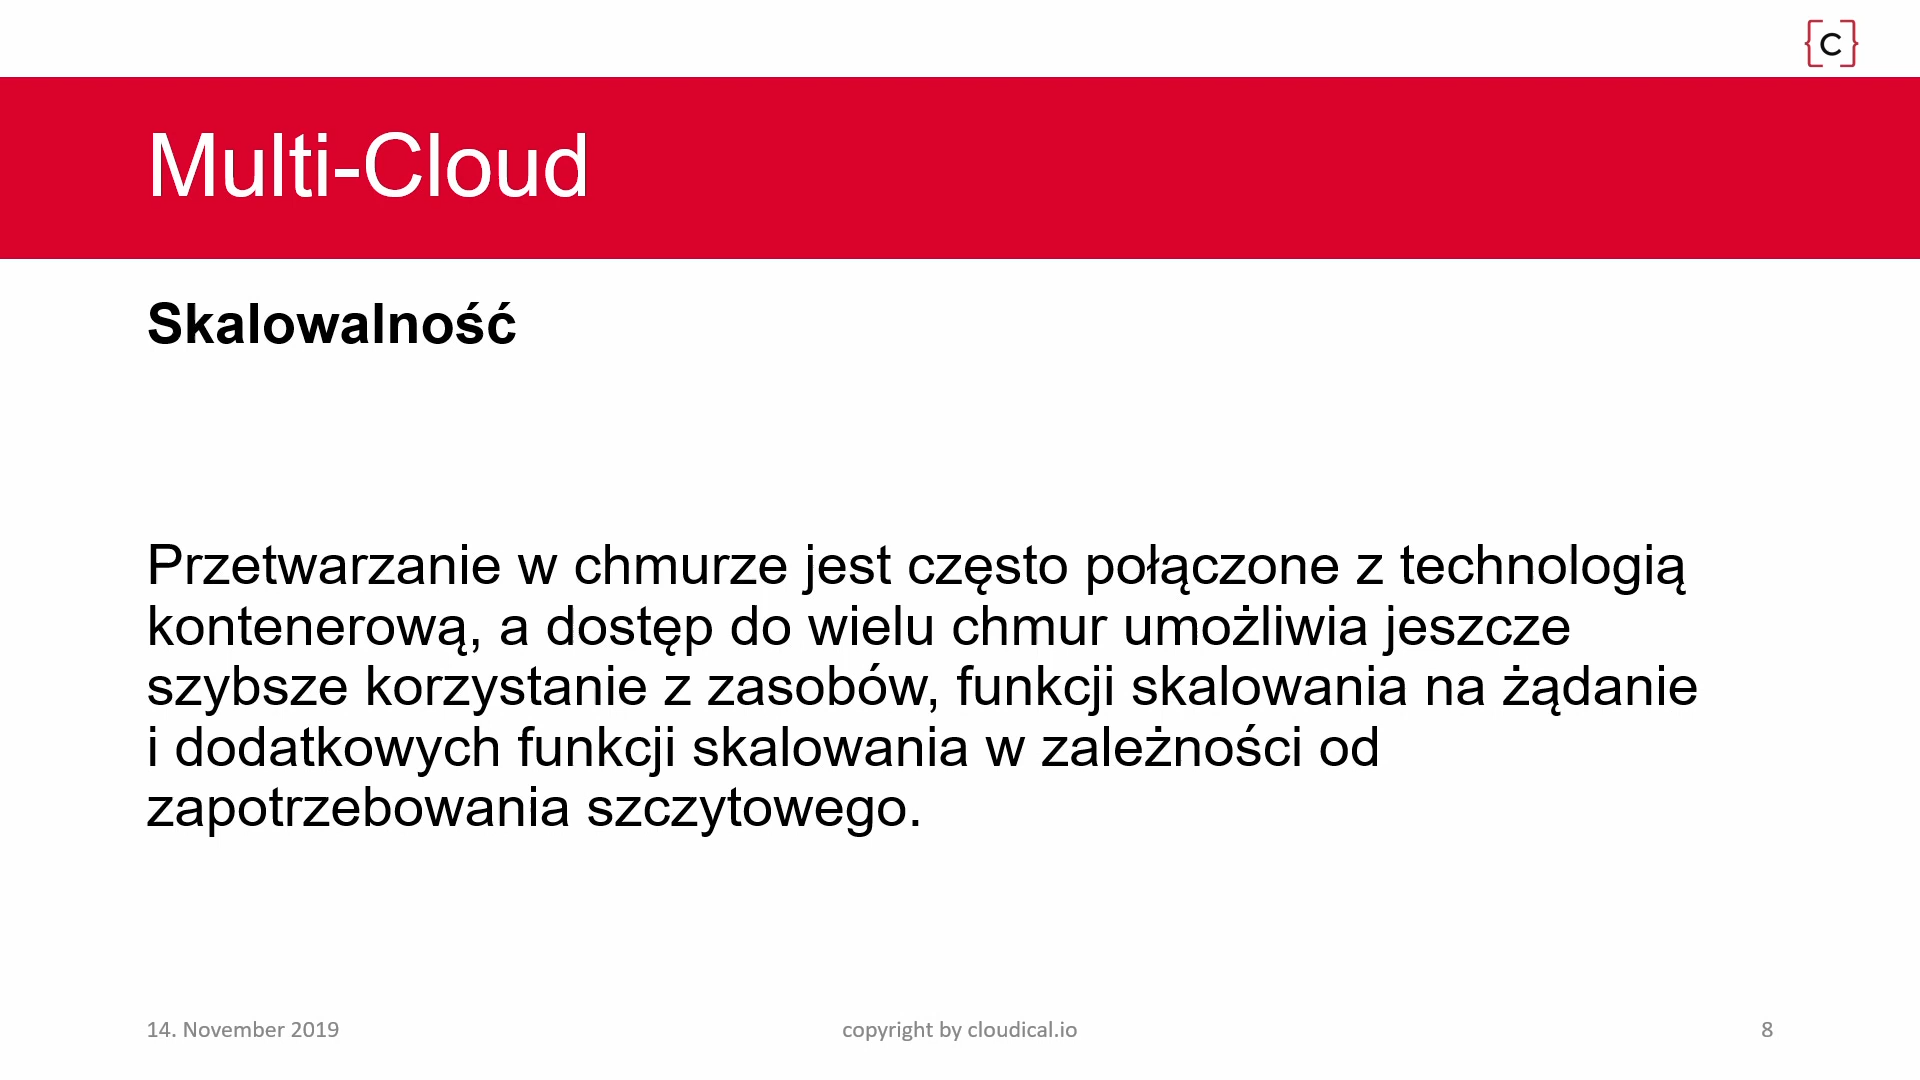 C
Multi-Cloud
Skalowalność
Przetwarzanie w chmurze jest często połączone z technologią
kontenerową, a dostęp do wielu chmur umożliwia jeszcze
szybsze korzystanie z zasobów, funkcji skalowania na żądanie
i dodatkowych funkcji skalowania w zależności od
zapotrzebowania szczytowego.
14. November 2019
copyright by cloudical.io
8